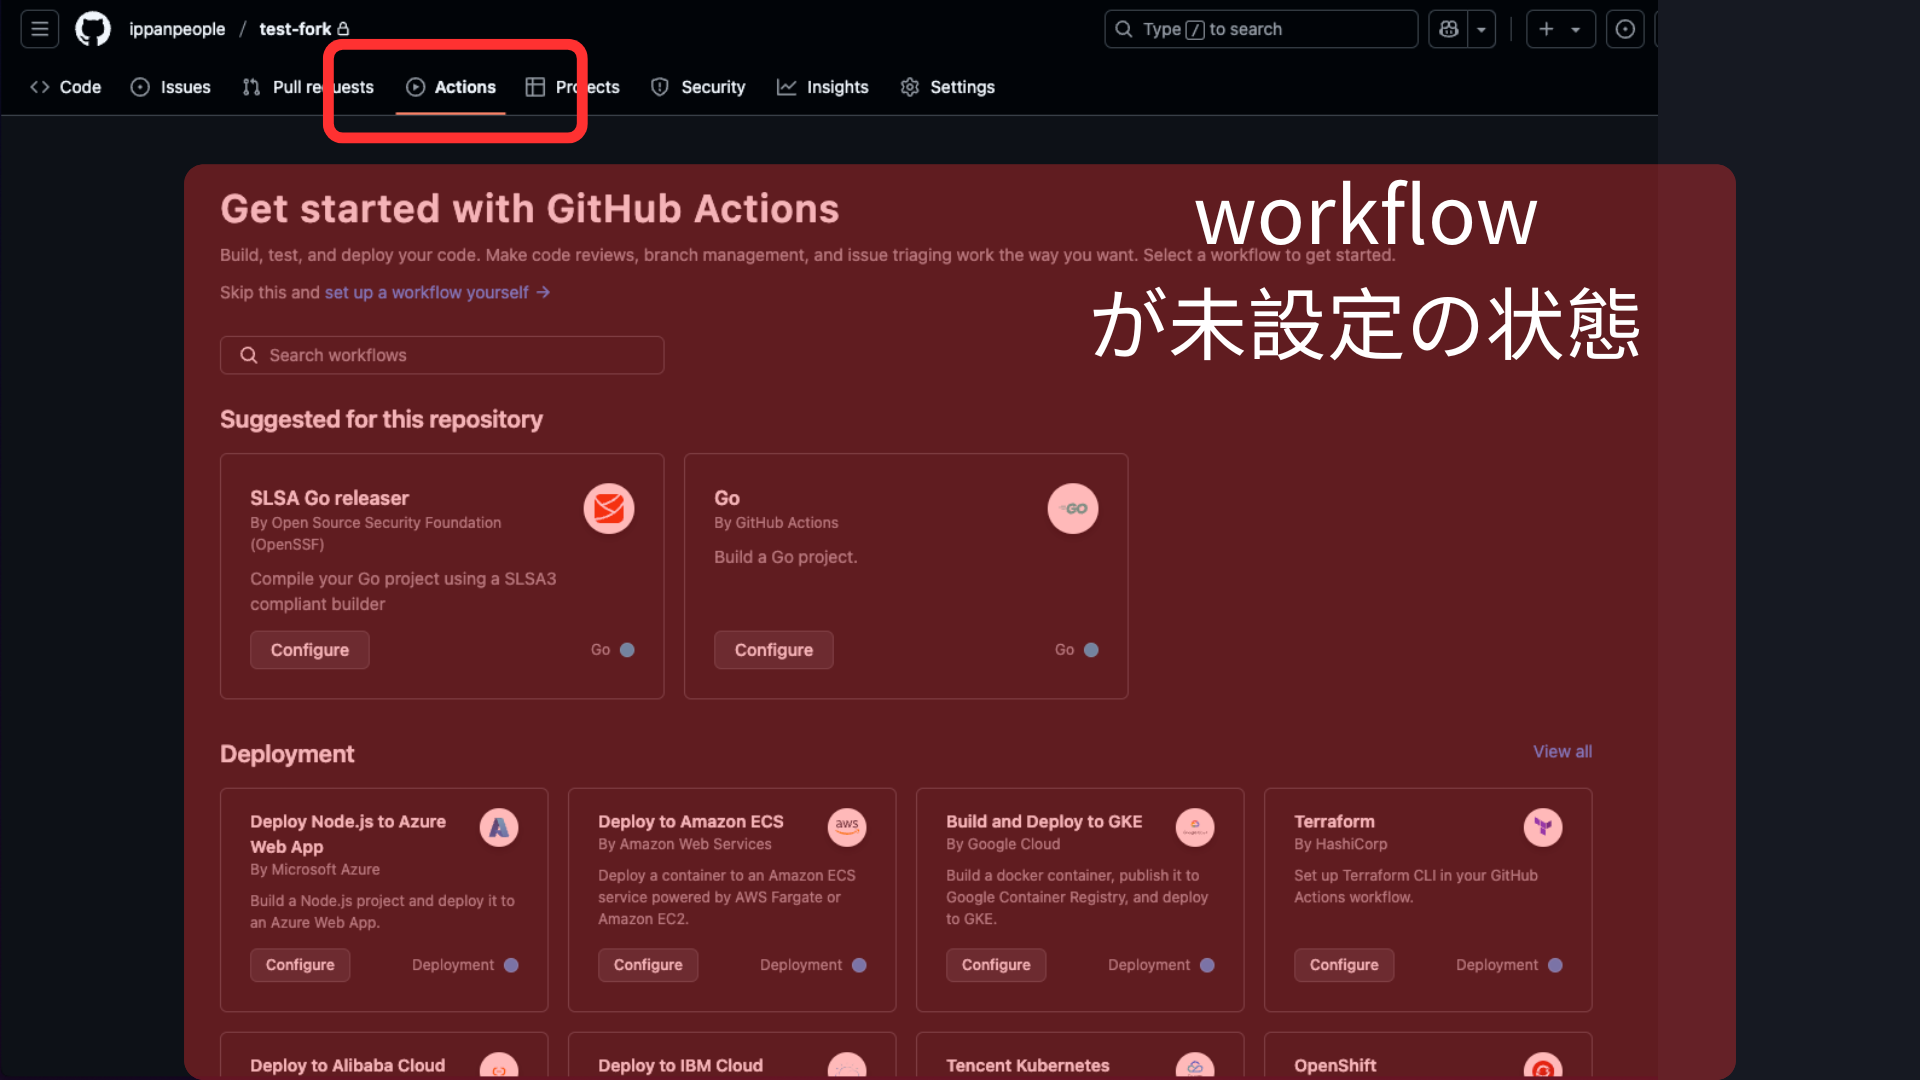 ippanpeople / test-fork
Type / to search
Code
Issues
Pull requests
Actions
Projects
Security
Insights
Settings
workflow
が未設定の状態
Get started with GitHub Actions
Build, test, and deploy your code. Make code reviews, branch management, and issue triaging work the way you want. Select a workflow to get started.
Skip this and set up a workflow yourself →
Search workflows
Suggested for this repository
SLSA Go releaser
By Open Source Security Foundation
(OpenSSF)
Compile your Go project using a SLSA3
compliant builder
Configure
Go
Go
By GitHub Actions
Build a Go project.
GO
Configure
Go
Deployment
View all
Deploy Node.js to Azure
Web App
By Microsoft Azure
Build a Node.js project and deploy it to
an Azure Web App.
Configure
Deployment
Deploy to Amazon ECS
By Amazon Web Services
aws
Deploy a container to an Amazon ECS
service powered by AWS Fargate or
Amazon EC2.
Configure
Deployment
Build and Deploy to GKE
By Google Cloud
Build a docker container, publish it to
Google Container Registry, and deploy
to GKE.
Configure
Deployment
Terraform
By HashiCorp
Set up Terraform CLI in your GitHub
Actions workflow.
Configure
Deployment
Deploy to Alibaba Cloud
Deploy to IBM Cloud
Tencent Kubernetes
OpenShift